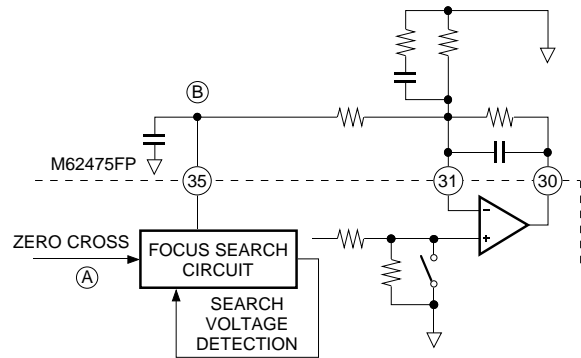 B
M62475FP
35
31
30
−
+
ZERO CROSS
A
FOCUS SEARCH
CIRCUIT
SEARCH
VOLTAGE
DETECTION